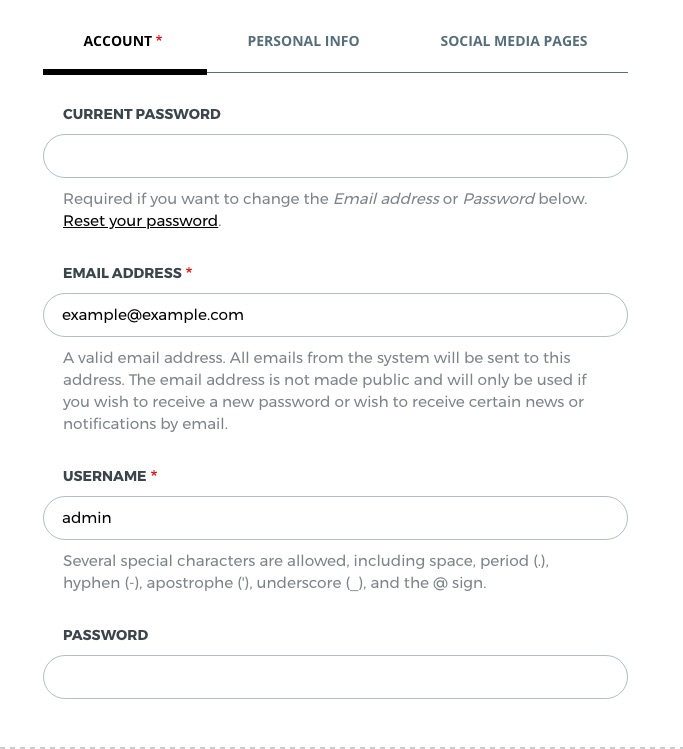 ACCOUNT * PERSONAL INFO SOCIAL MEDIA PAGES
CURRENT PASSWORD
Required if you want to change the Email address or Password below.
Reset your password.
EMAIL ADDRESS *
example@example.com
A valid email address. All emails from the system will be sent to this
address. The email address is not made public and will only be used if
you wish to receive a new password or wish to receive certain news or
notifications by email.
USERNAME *
admin
Several special characters are allowed, including space, period (.),
hyphen (-), apostrophe ('), underscore (_), and the @ sign.
PASSWORD